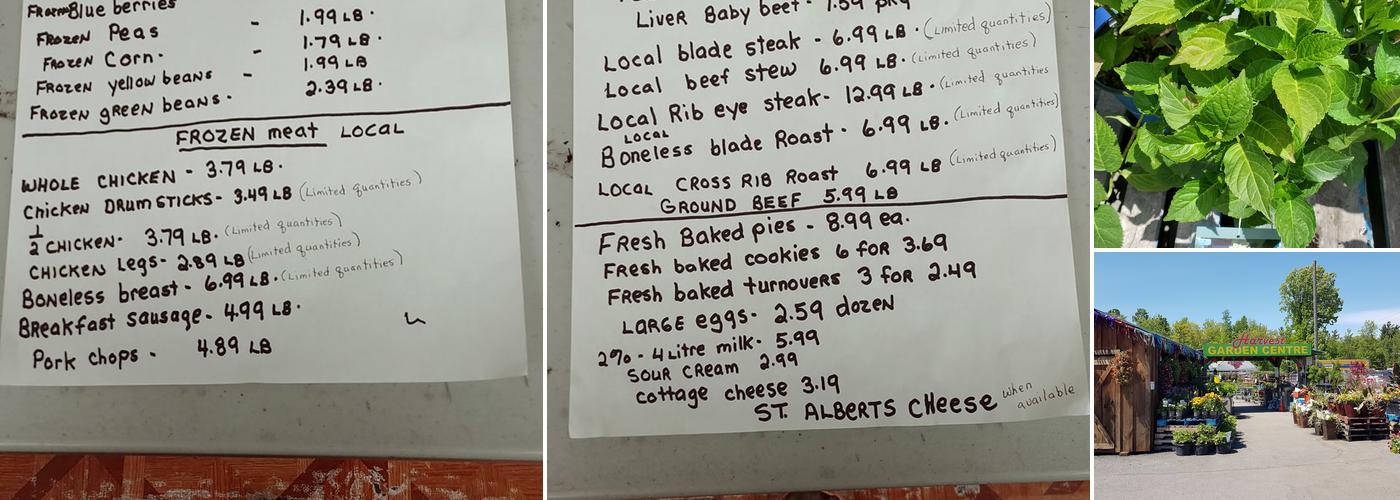 Frozen Blue berries
Frozen Peas - 1.99 LB.
Frozen Corn. - 1.79 LB.
Frozen yellow beans - 1.99 LB
Frozen green beans. 2.39 LB.
FROZEN meat LOCAL
WHOLE CHICKEN - 3.79 LB.
Chicken DRUMSTICKS - 3.49 LB (Limited quantities)
1/2 CHICKEN - 3.79 LB. (Limited quantities)
CHICKEN Legs - 2.89 LB (Limited quantities)
Boneless breast - 6.99 LB. (Limited quantities)
Breakfast sausage - 4.99 LB.
Pork chops - 4.89 LB
Liver Baby beef - 1.59 pkg
Local blade steak - 6.99 LB. (Limited quantities)
Local beef stew 6.99 LB. (Limited quantities)
Local Rib eye steak - 12.99 LB. (Limited quantities
LOCAL
Boneless blade Roast - 6.99 LB. (Limited quantities)
LOCAL CROSS RIB Roast 6.99 LB (Limited quantities)
GROUND BEEF 5.99 LB
Fresh Baked pies - 8.99 ea.
Fresh baked cookies 6 for 3.69
Fresh baked turnovers 3 for 2.49
LARGE eggs - 2.59 dozen
2% - 4 Litre milk - 5.99
Sour Cream 2.99
cottage cheese 3.19
ST. ALBERTS CHeese when available
Harvest
GARDEN CENTRE